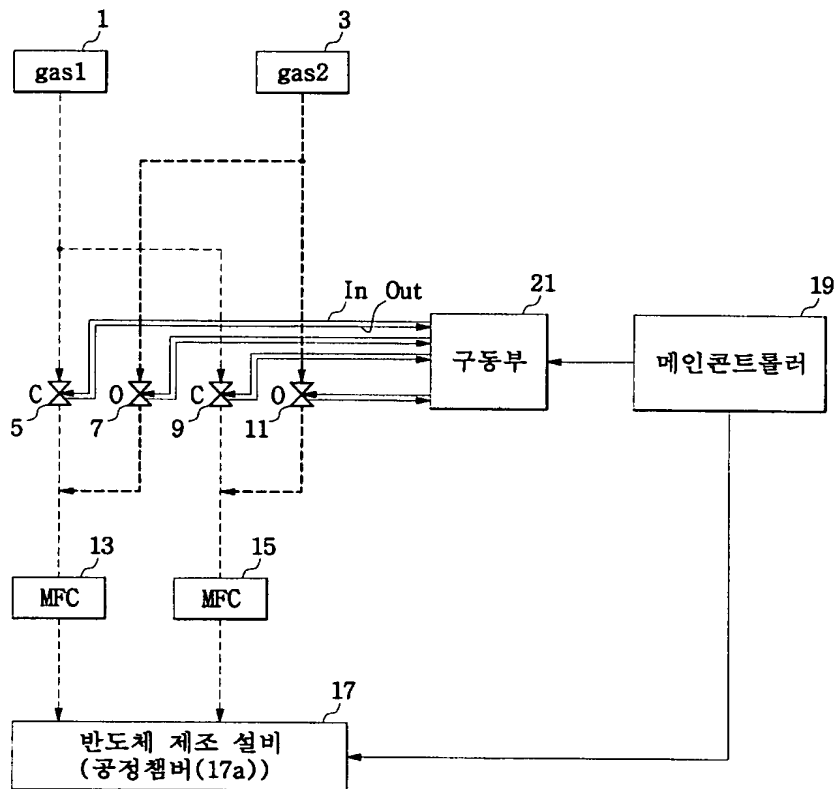 1
3
gas1
gas2
In Out
21
19
구동부
메인콘트롤러
C
O
C
O
5
7
9
11
13
15
MFC
MFC
17
반도체 제조 설비
(공정챔버(17a))